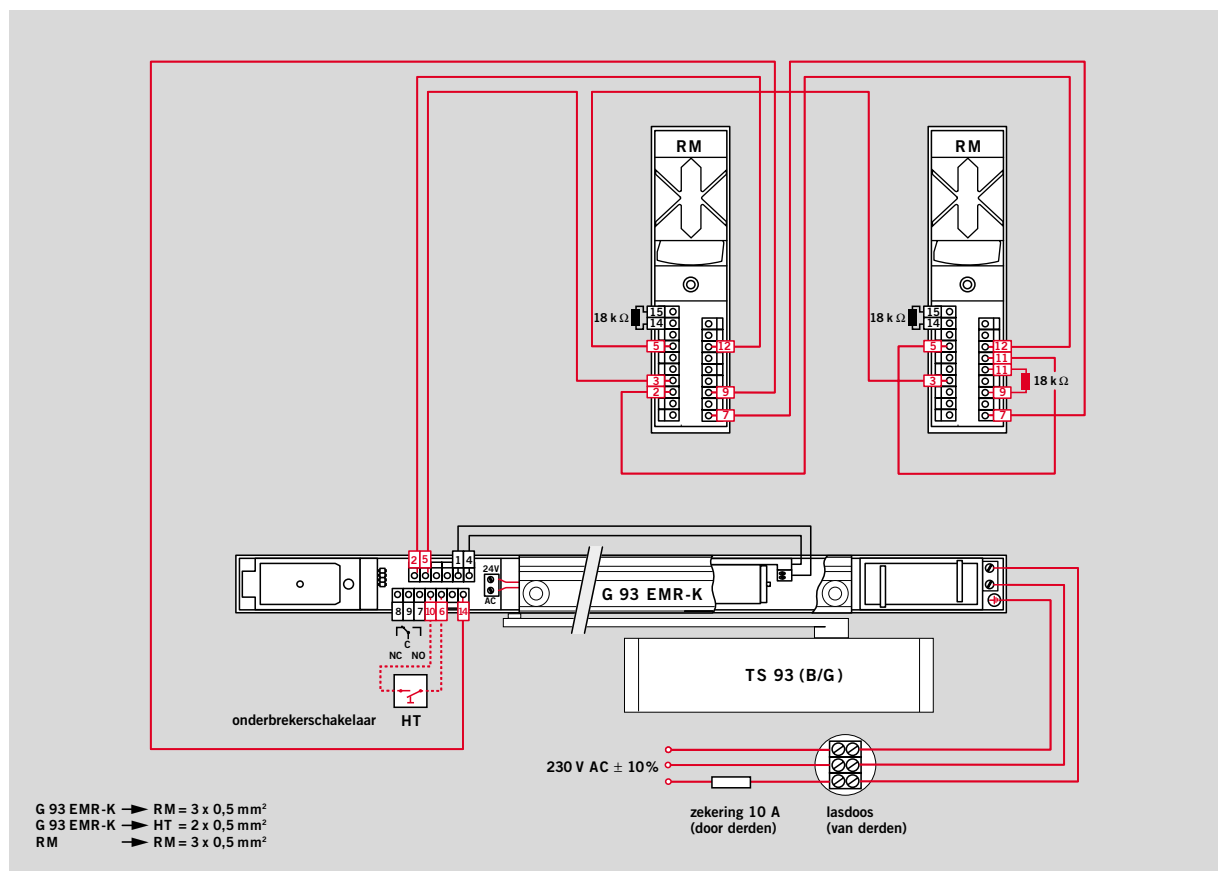 RM RM
15 15
18 k Ω 14 18 k Ω 14
5 12 5 12
11
3 11
3 18 k Ω
2 9 9
7 7
2 5 1 4
24V
AC
G 93 EMR-K
8 9 7 10 6 14
C
NC NO
TS 93 (B/G)
onderbrekerschakelaar HT
230 V AC ± 10%
zekering 10 A
(door derden)
lasdoos
(van derden)
G 93 EMR-K RM = 3 x 0,5 mm²
G 93 EMR-K HT = 2 x 0,5 mm²
RM RM = 3 x 0,5 mm²